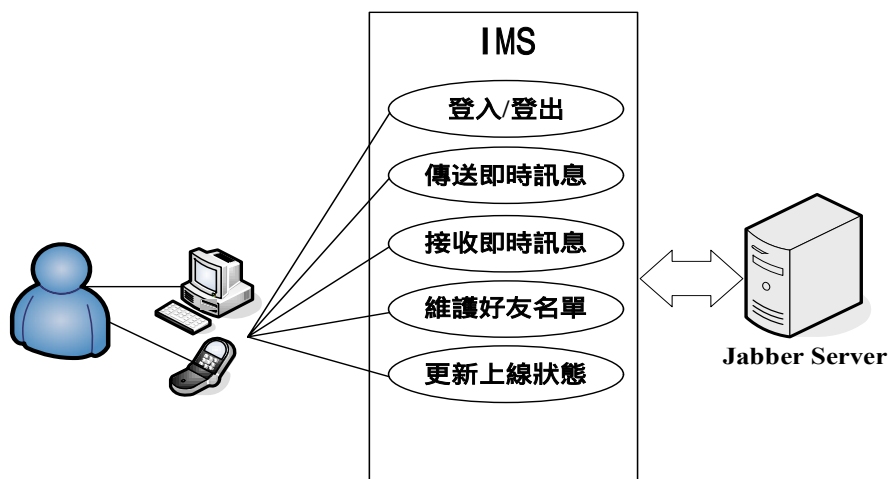 IMS
登入/登出
傳送即時訊息
接收即時訊息
維護好友名單
更新上線狀態
Jabber Server